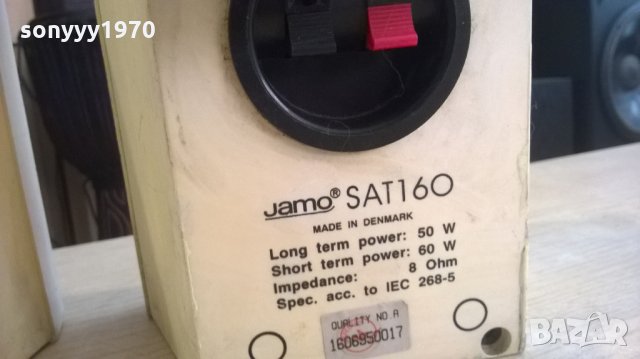 sonyyy1970
Jamo® SAT160
MADE IN DENMARK
Long term power: 50 W
Short term power: 60 W
Impedance: 8 Ohm
Spec. acc. to IEC 268-5
QUALITY NO. A
1606950017
bazar